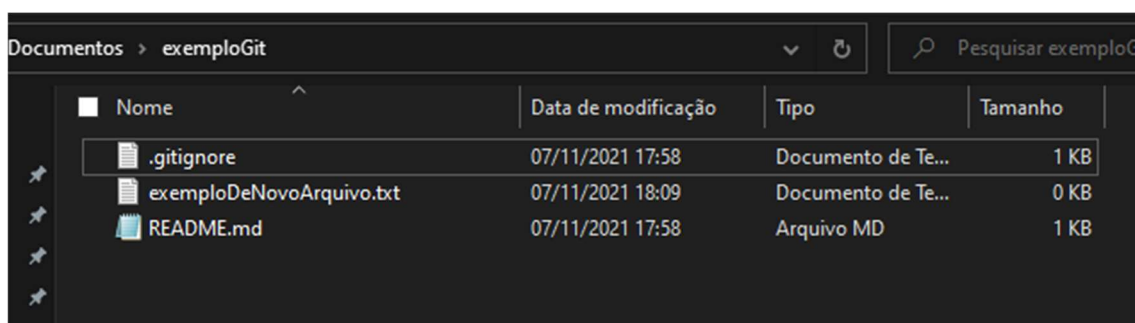 Documentos > exemploGit Pesquisar exemploG
Nome Data de modificação Tipo Tamanho
.gitignore 07/11/2021 17:58 Documento de Te... 1 KB
exemploDeNovoArquivo.txt 07/11/2021 18:09 Documento de Te... 0 KB
README.md 07/11/2021 17:58 Arquivo MD 1 KB